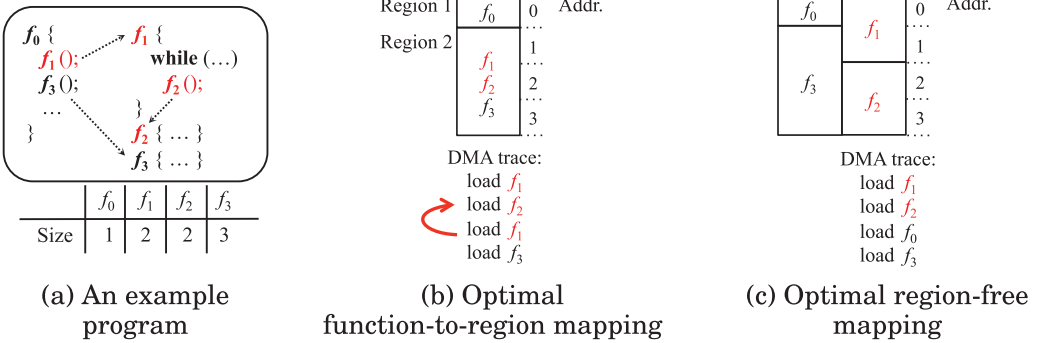 f0 {
f1 ();
f3 ();
...
}
f1 {
while (...)
f2 ();
}
f2 { ... }
f3 { ... }
f0 f1 f2 f3
Size 1 2 2 3
(a) An example
program
Region 1 f0 0 Addr.
Region 2 1
f1
f2 2
f3
3
DMA trace:
load f1
load f2
load f1
load f3
(b) Optimal
function-to-region mapping
f0 f1 0 Addr.
1
f3 f2 2
3
DMA trace:
load f1
load f2
load f0
load f3
(c) Optimal region-free
mapping